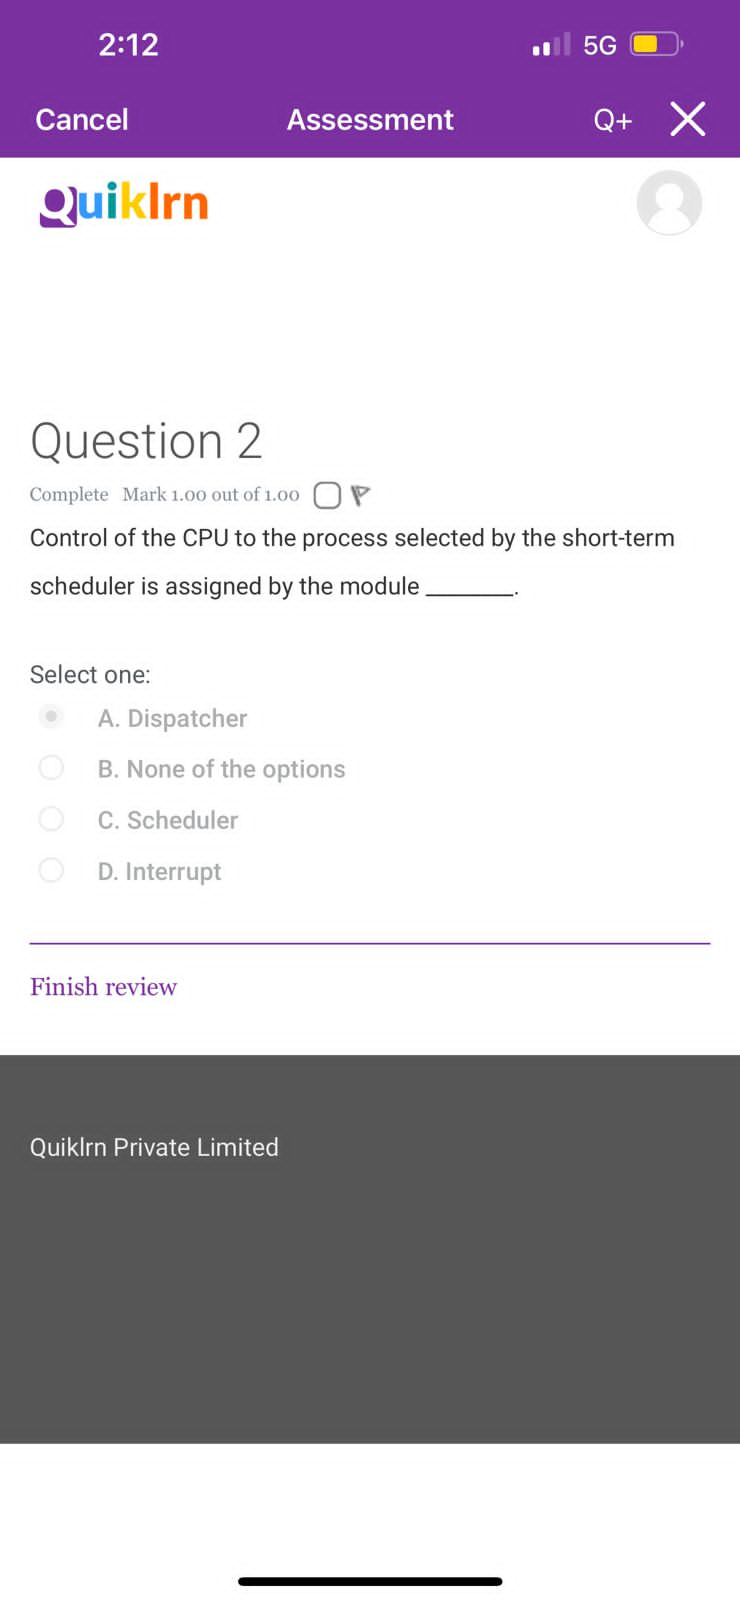 2:12
5G
Cancel
Assessment
Q+
Quiklrn
Question 2
Complete Mark 1.00 out of 1.00
Control of the CPU to the process selected by the short-term
scheduler is assigned by the module ________.
Select one:
A. Dispatcher
B. None of the options
C. Scheduler
D. Interrupt
Finish review
Quiklrn Private Limited